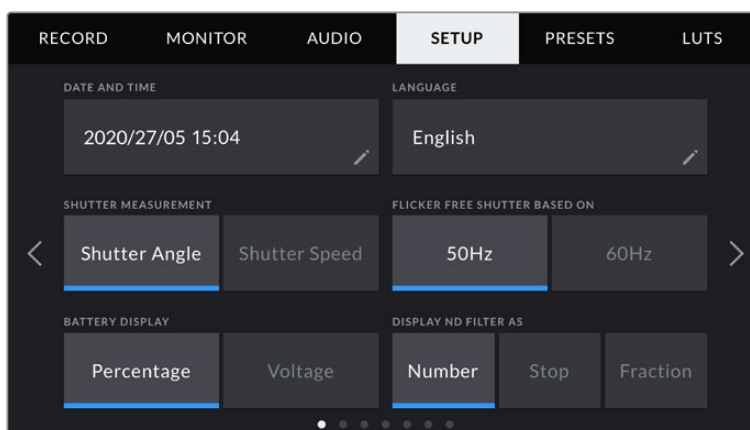 RECORD MONITOR AUDIO SETUP PRESETS LUTS
DATE AND TIME LANGUAGE
2020/27/05 15:04 English
SHUTTER MEASUREMENT FLICKER FREE SHUTTER BASED ON
Shutter Angle Shutter Speed 50Hz 60Hz
BATTERY DISPLAY DISPLAY ND FILTER AS
Percentage Voltage Number Stop Fraction